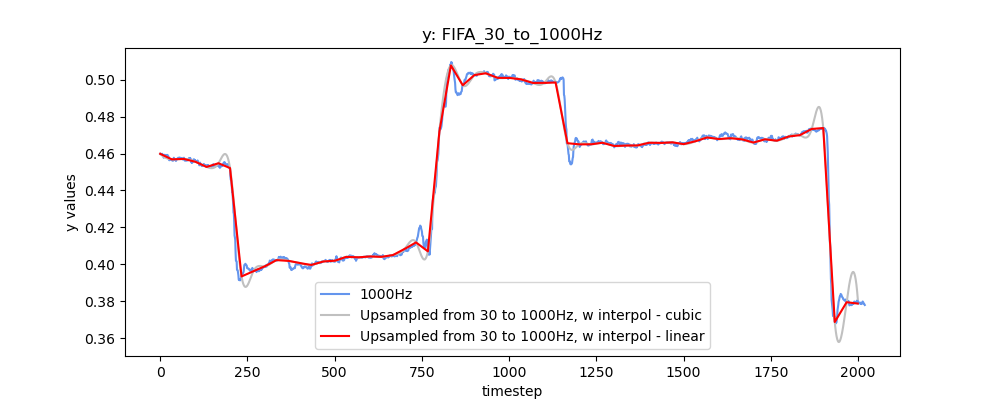 y: FIFA_30_to_1000Hz
y values
0.50
0.48
0.46
0.44
0.42
0.40
0.38
0.36
1000Hz
Upsampled from 30 to 1000Hz, w interpol - cubic
Upsampled from 30 to 1000Hz, w interpol - linear
0 250 500 750 1000 1250 1500 1750 2000
timestep